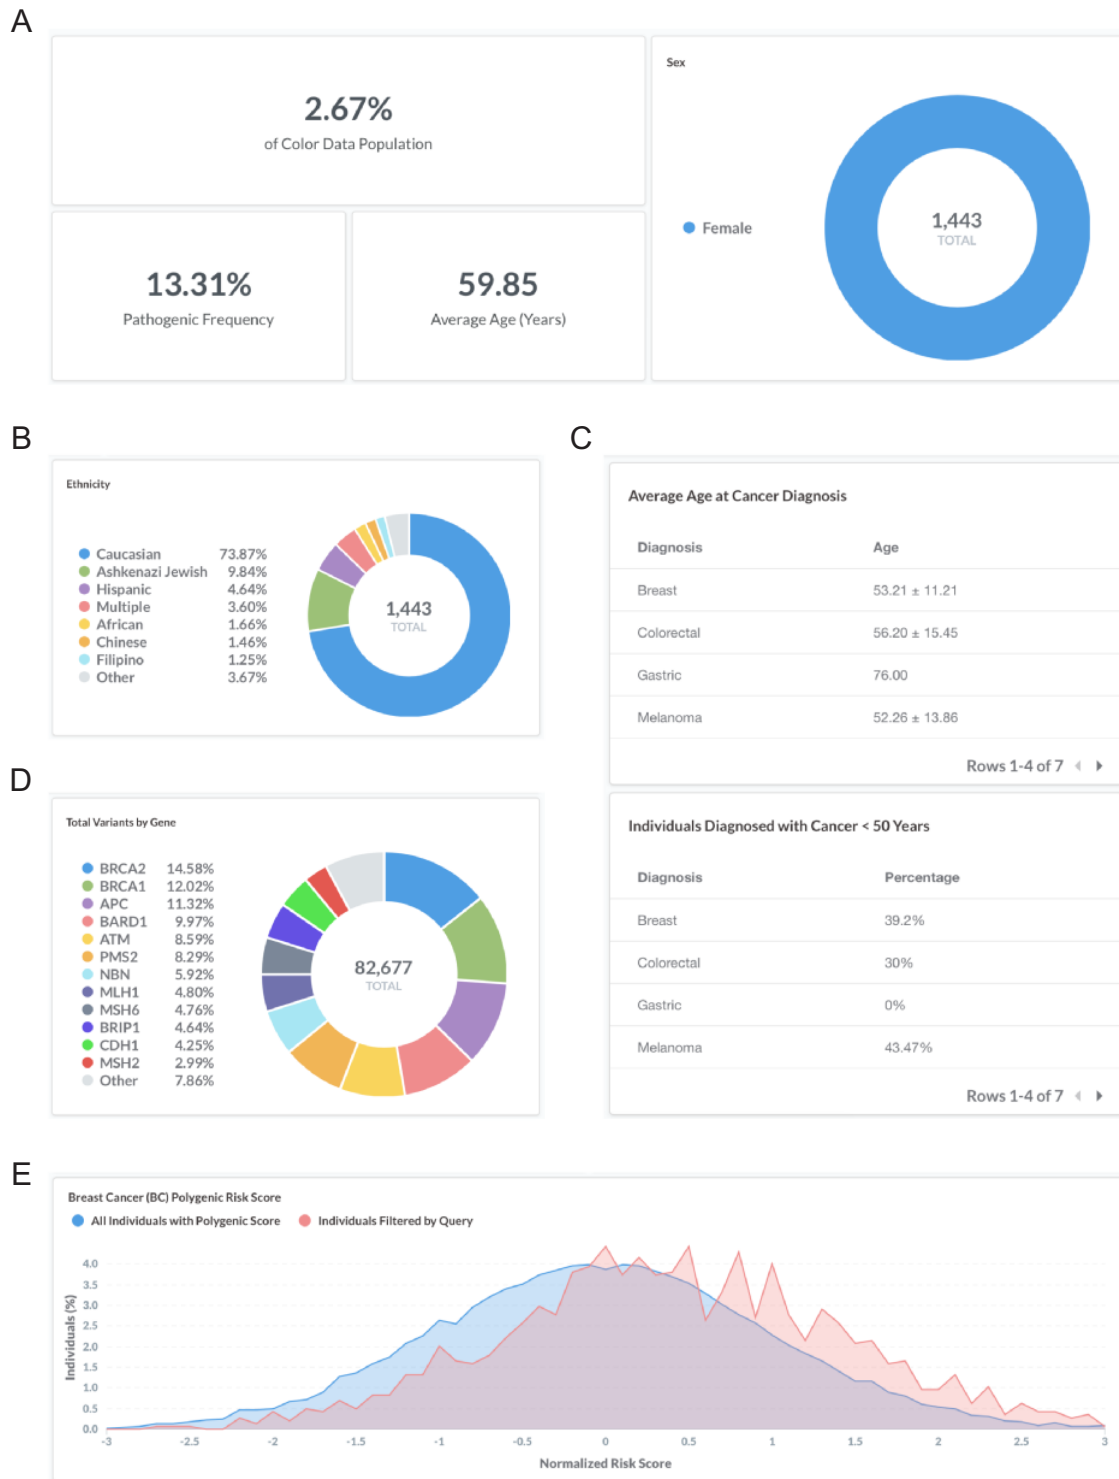 A
2.67%
of Color Data Population
13.31%
Pathogenic Frequency
59.85
Average Age (Years)
Sex
Female
1,443
TOTAL
B
Ethnicity
Caucasian 73.87%
Ashkenazi Jewish 9.84%
Hispanic 4.64%
Multiple 3.60%
African 1.66%
Chinese 1.46%
Filipino 1.25%
Other 3.67%
1,443
TOTAL
C
Average Age at Cancer Diagnosis
Diagnosis Age
Breast 53.21 ± 11.21
Colorectal 56.20 ± 15.45
Gastric 76.00
Melanoma 52.26 ± 13.86
Rows 1-4 of 7
Individuals Diagnosed with Cancer < 50 Years
Diagnosis Percentage
Breast 39.2%
Colorectal 30%
Gastric 0%
Melanoma 43.47%
Rows 1-4 of 7
D
Total Variants by Gene
BRCA2 14.58%
BRCA1 12.02%
APC 11.32%
BARD1 9.97%
ATM 8.59%
PMS2 8.29%
NBN 5.92%
MLH1 4.80%
MSH6 4.76%
BRIP1 4.64%
CDH1 4.25%
MSH2 2.99%
Other 7.86%
82,677
TOTAL
E
Breast Cancer (BC) Polygenic Risk Score
All Individuals with Polygenic Score Individuals Filtered by Query
Individuals (%)
4.0
3.5
3.0
2.5
2.0
1.5
1.0
0.5
0.0
-3 -2.5 -2 -1.5 -1 -0.5 0 0.5 1 1.5 2 2.5 3
Normalized Risk Score